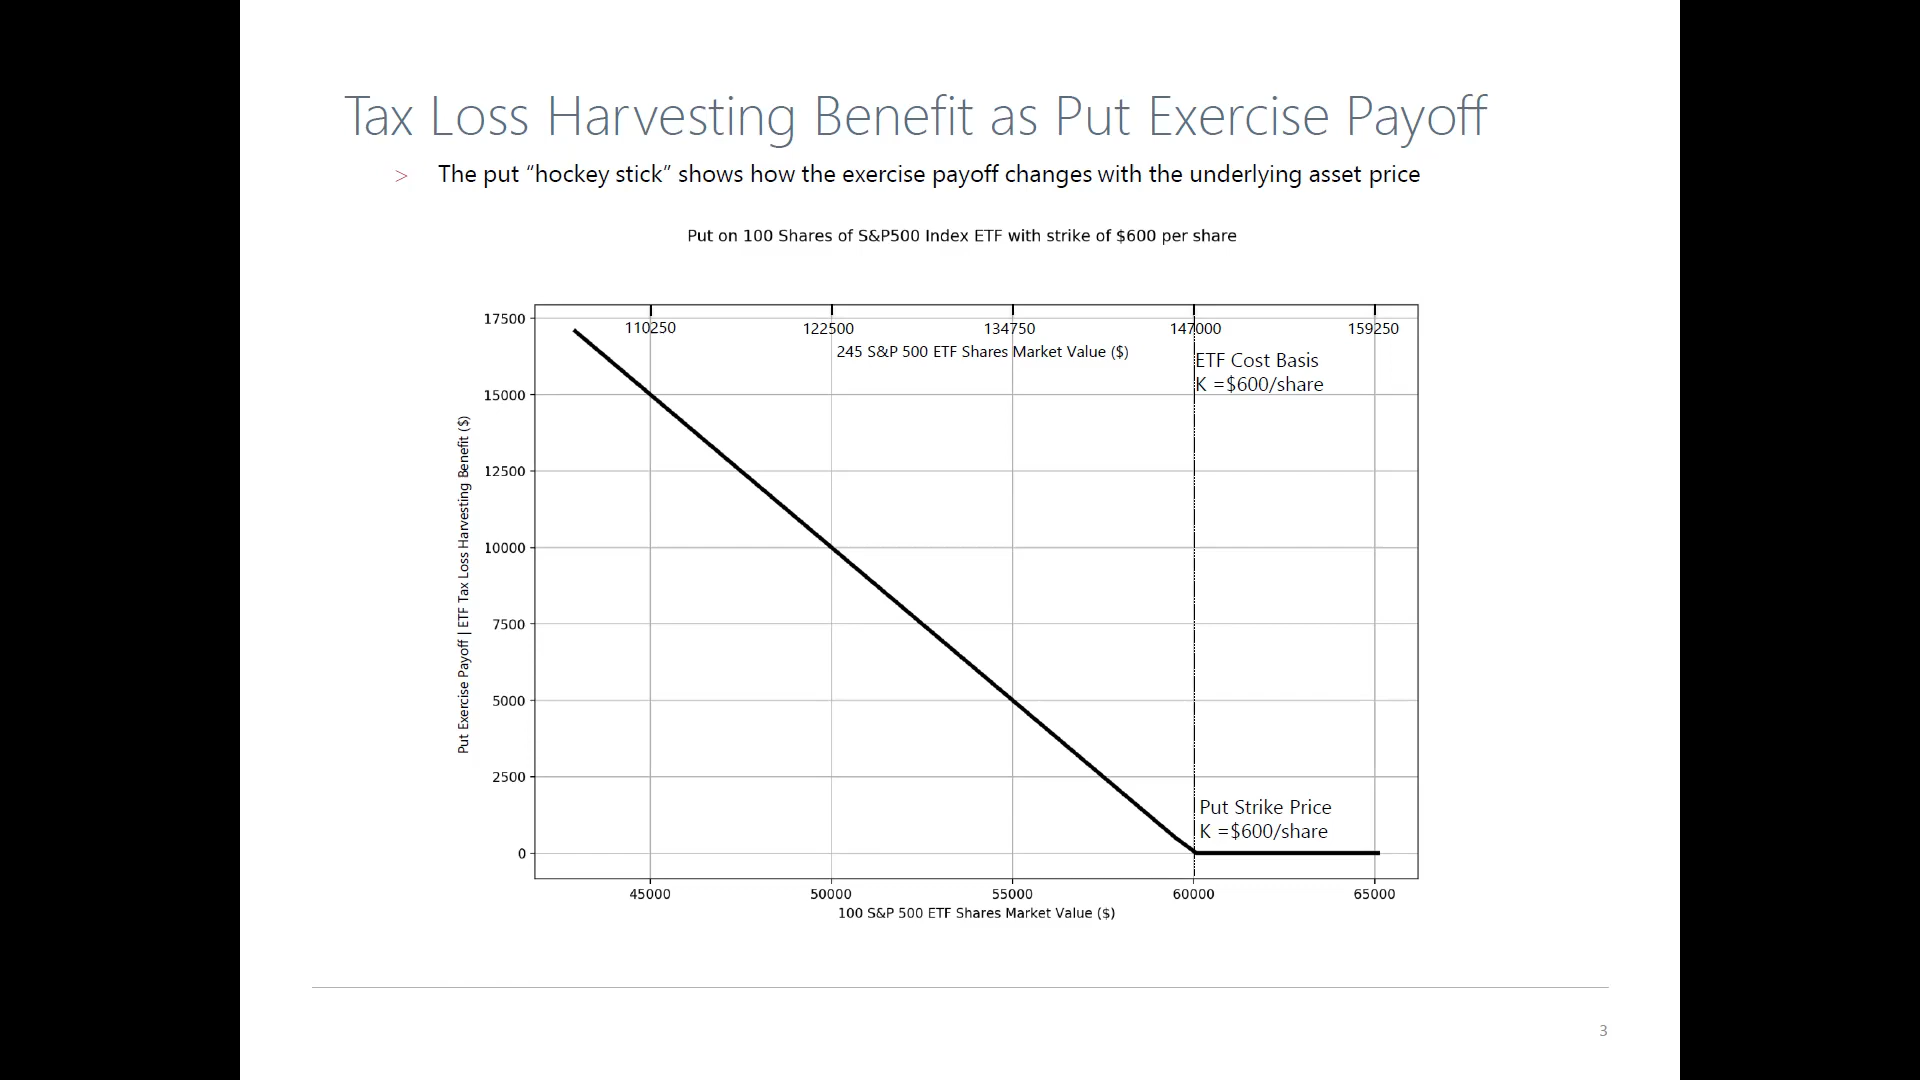 Tax Loss Harvesting Benefit as Put Exercise Payoff
> The put “hockey stick” shows how the exercise payoff changes with the underlying asset price
Put on 100 Shares of S&P500 Index ETF with strike of $600 per share
110250 122500 134750 147000 159250
245 S&P 500 ETF Shares Market Value ($)
ETF Cost Basis
K =$600/share
Put Exercise Payoff | ETF Tax Loss Harvesting Benefit ($)
17500
15000
12500
10000
7500
5000
2500
0
Put Strike Price
K =$600/share
45000 50000 55000 60000 65000
100 S&P 500 ETF Shares Market Value ($)
3